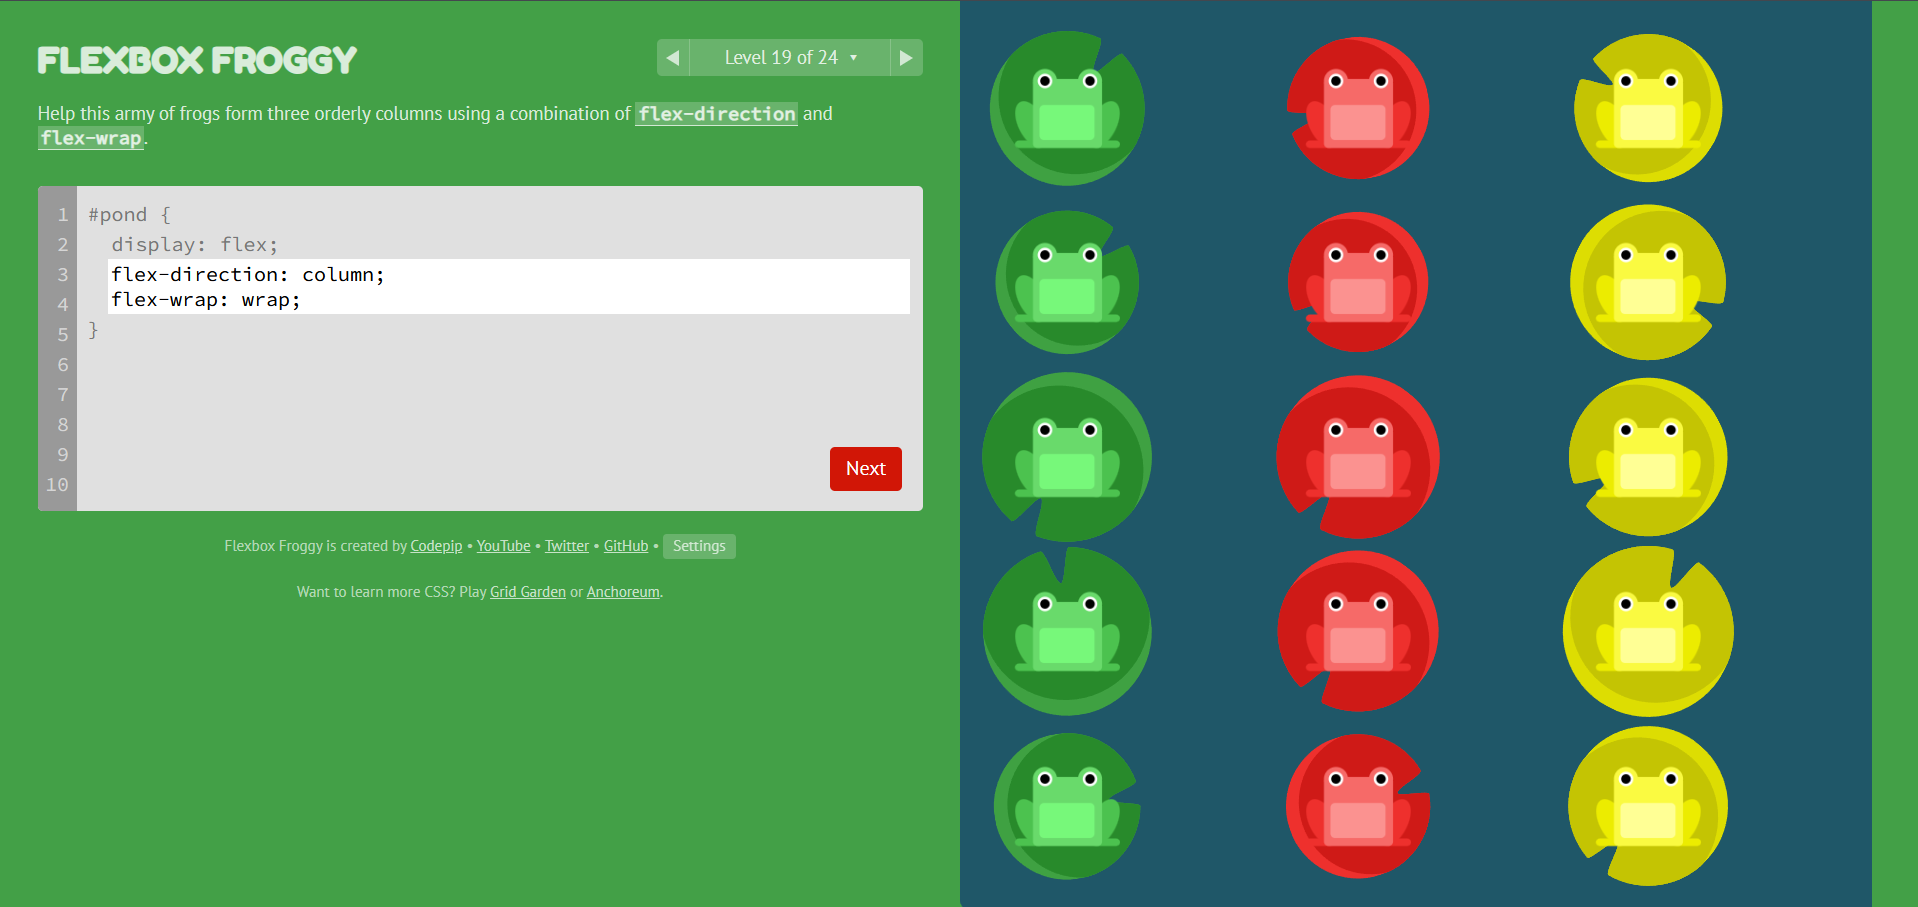 FLEXBOX FROGGY
◀ Level 19 of 24 ▾ ▶
Help this army of frogs form three orderly columns using a combination of flex-direction and
flex-wrap.
1 #pond {
2 display: flex;
3 flex-direction: column;
4 flex-wrap: wrap;
5 }
6
7
8
9
10
Next
Flexbox Froggy is created by Codepip • YouTube • Twitter • GitHub • Settings
Want to learn more CSS? Play Grid Garden or Anchoreum.